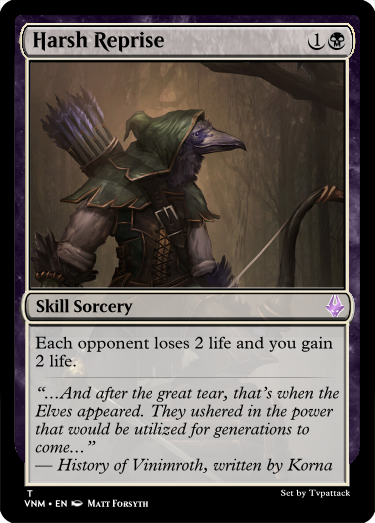 Harsh Reprise 1
Skill Sorcery
Each opponent loses 2 life and you gain
2 life.
“…And after the great tear, that’s when the
Elves appeared. They ushered in the power
that would be utilized for generations to
come…”
— History of Vinimroth, written by Korna
T
VNM • EN Matt Forsyth
Set by Tvpattack